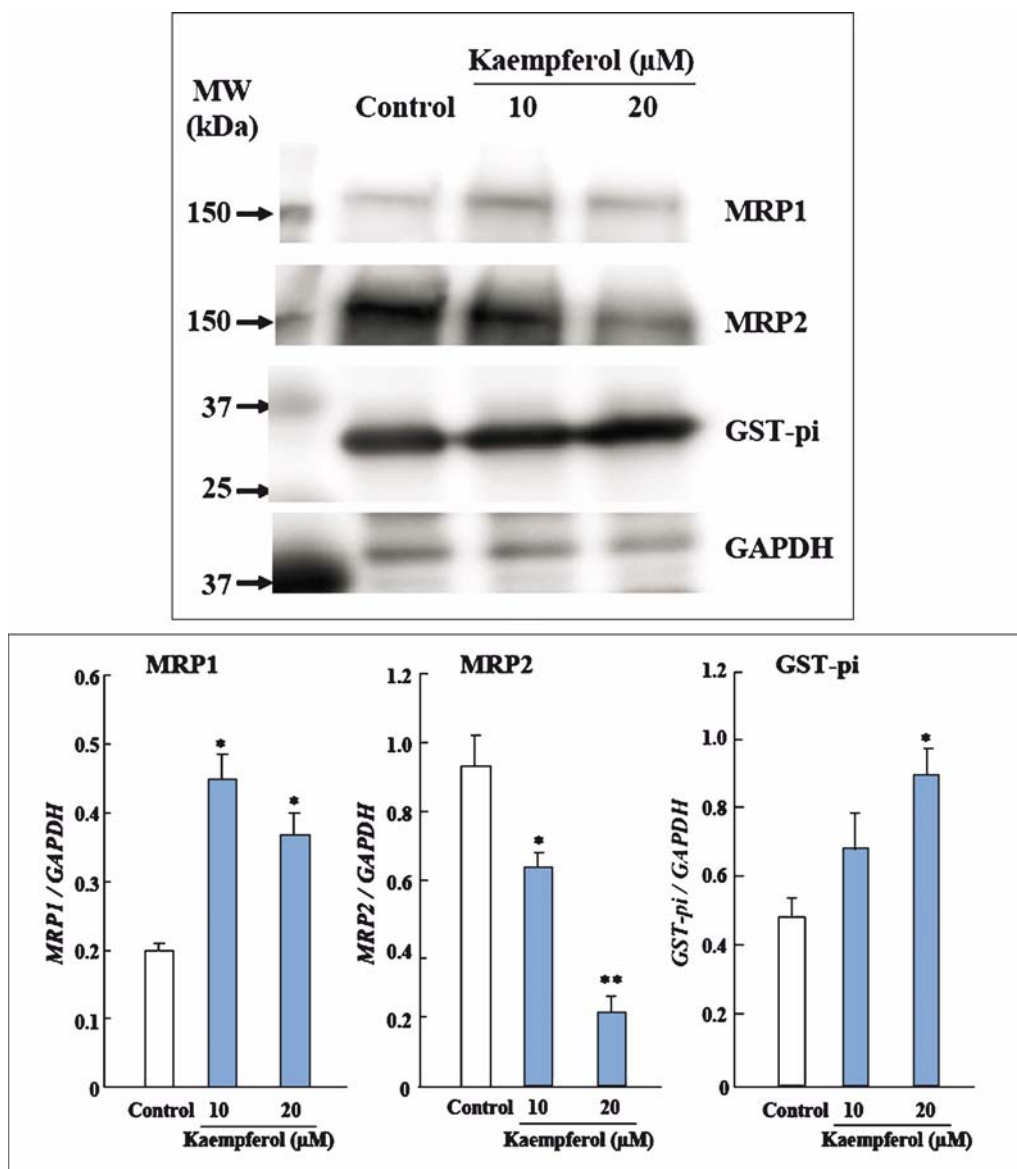 Kaempferol (µM)
MW
(kDa)
Control 10 20
150 MRP1
150 MRP2
37
GST-pi
25
GAPDH
37
MRP1
0.6
0.5
0.4
0.3
0.2
0.1
0
MRP1 / GAPDH
* *
Control 10 20
Kaempferol (µM)
MRP2
1.2
1.0
0.8
0.6
0.4
0.2
0
MRP2 / GAPDH
* **
Control 10 20
Kaempferol (µM)
GST-pi
1.2
1.0
0.8
0.6
0.4
0.2
0
GST-pi / GAPDH
*
Control 10 20
Kaempferol (µM)